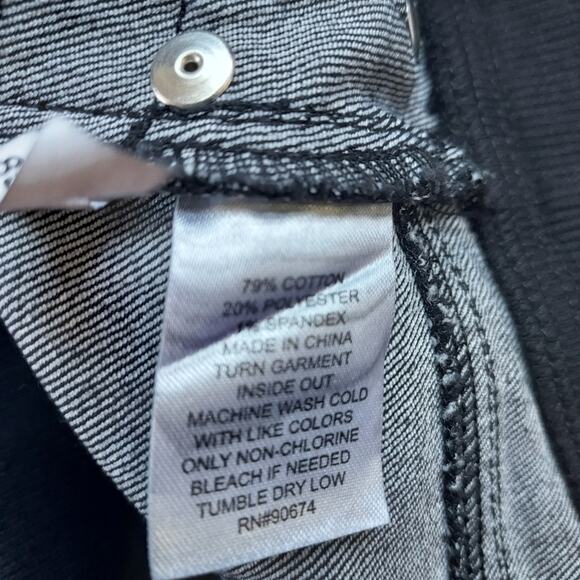 79% COTTON
20% POLYESTER
1% SPANDEX
MADE IN CHINA
TURN GARMENT
INSIDE OUT
MACHINE WASH COLD
WITH LIKE COLORS
ONLY NON-CHLORINE
BLEACH IF NEEDED
TUMBLE DRY LOW
RN#90674